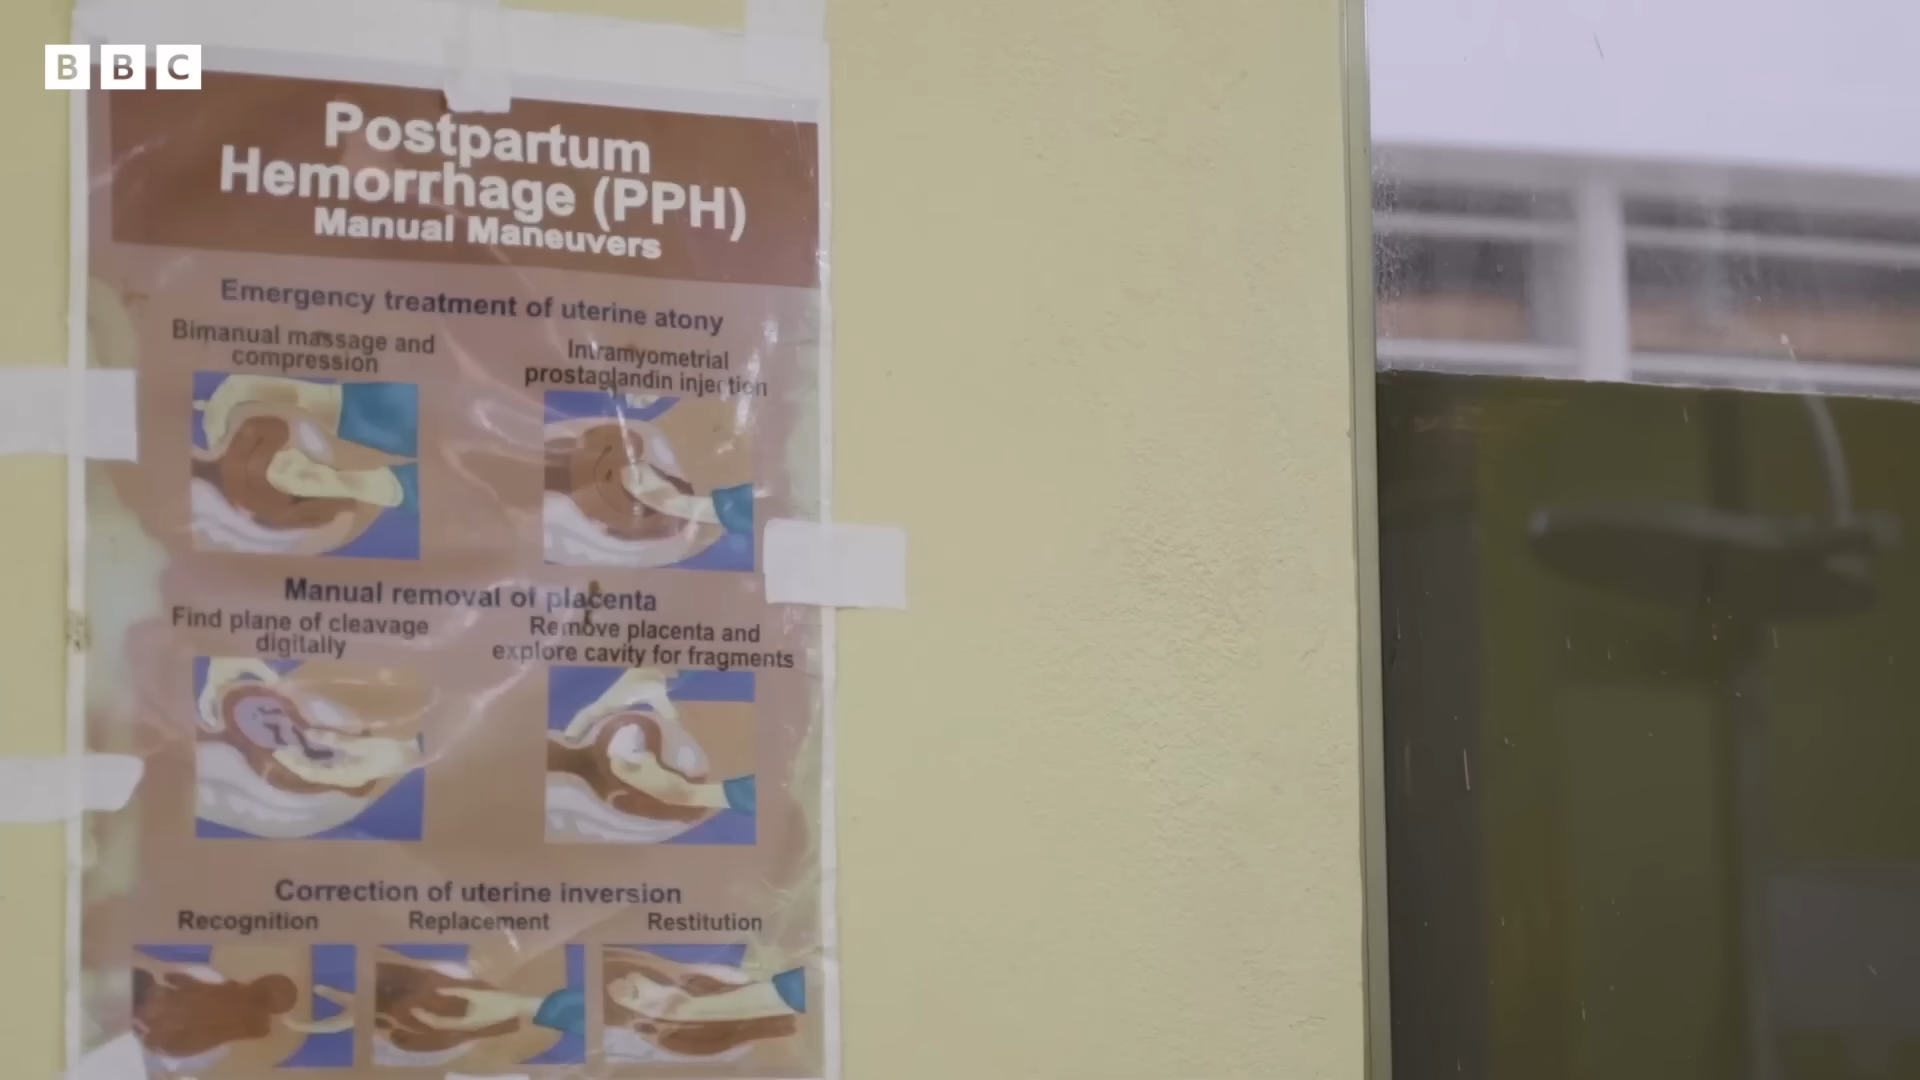 BBC
Postpartum
Hemorrhage (PPH)
Manual Maneuvers
Emergency treatment of uterine atony
Bimanual massage and
compression
Intramyometrial
prostaglandin injection
Manual removal of placenta
Find plane of cleavage
digitally
Remove placenta and
explore cavity for fragments
Correction of uterine inversion
Recognition
Replacement
Restitution